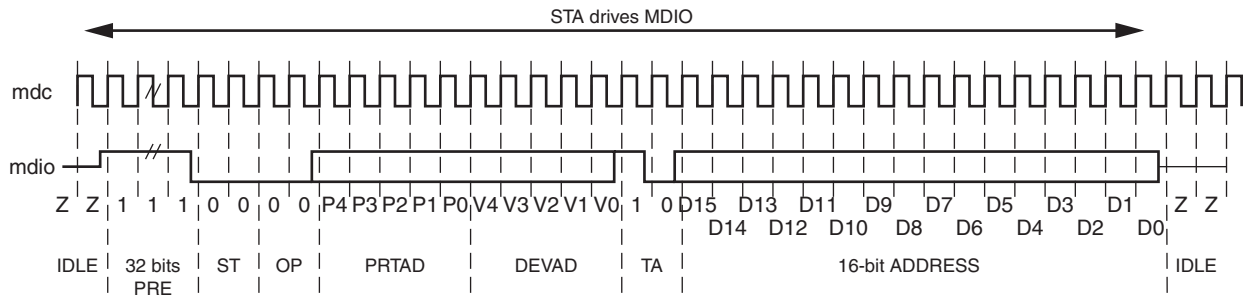 STA drives MDIO
mdc
mdio
Z Z 1 1 1 0 0 0 0 P4 P3 P2 P1 P0 V4 V3 V2 V1 V0 1 0 D15 D13 D11 D9 D7 D5 D3 D1 Z Z
D14 D12 D10 D8 D6 D4 D2 D0
IDLE 32 bits ST OP PRTAD DEVAD TA 16-bit ADDRESS IDLE
PRE